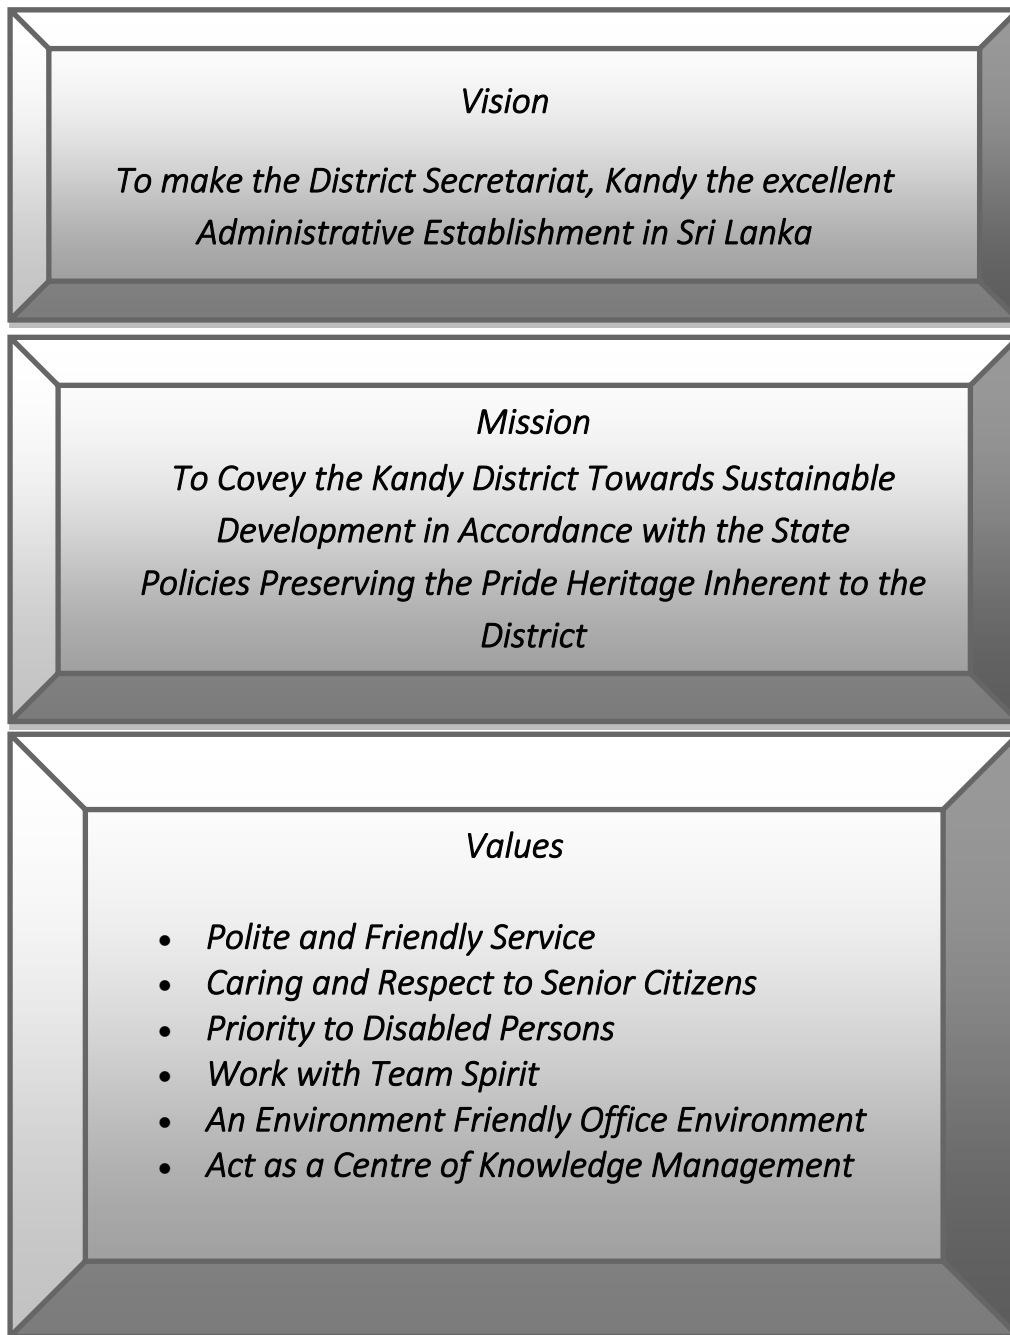 Vision
To make the District Secretariat, Kandy the excellent
Administrative Establishment in Sri Lanka
Mission
To Covey the Kandy District Towards Sustainable
Development in Accordance with the State
Policies Preserving the Pride Heritage Inherent to the
District
Values
• Polite and Friendly Service
• Caring and Respect to Senior Citizens
• Priority to Disabled Persons
• Work with Team Spirit
• An Environment Friendly Office Environment
• Act as a Centre of Knowledge Management